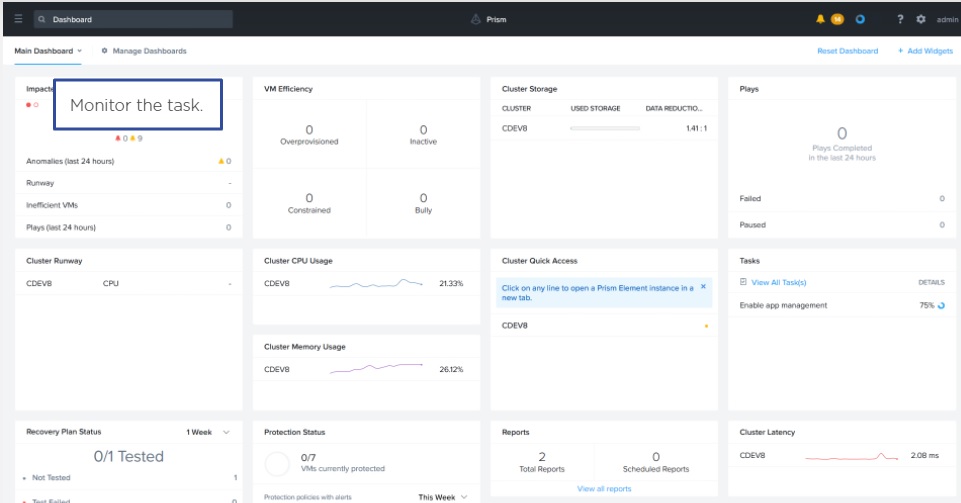 Dashboard
Prism
18
?
admin
Main Dashboard
Manage Dashboards
Reset Dashboard
+ Add Widgets
Impacte
Monitor the task.
0 9
Anomalies (last 24 hours) 0
Runway -
Inefficient VMs 0
Plays (last 24 hours) 0
VM Efficiency
0
Overprovisioned
0
Inactive
0
Constrained
0
Bully
Cluster Storage
CLUSTER USED STORAGE DATA REDUCTIO...
CDEV8 1.41 : 1
Plays
0
Plays Completed
in the last 24 hours
Failed 0
Paused 0
Cluster Runway
CDEV8 CPU -
Cluster CPU Usage
CDEV8 21.33%
Cluster Memory Usage
CDEV8 26.12%
Cluster Quick Access
Click on any line to open a Prism Element instance in a
new tab.
×
CDEV8
Tasks
View All Task(s) DETAILS
Enable app management 75%
Recovery Plan Status 1 Week
0/1 Tested
Not Tested 1
Test Failed 0
Protection Status
0/7
VMs currently protected
Protection policies with alerts This Week
Reports
2
Total Reports
0
Scheduled Reports
View all reports
Cluster Latency
CDEV8 2.08 ms